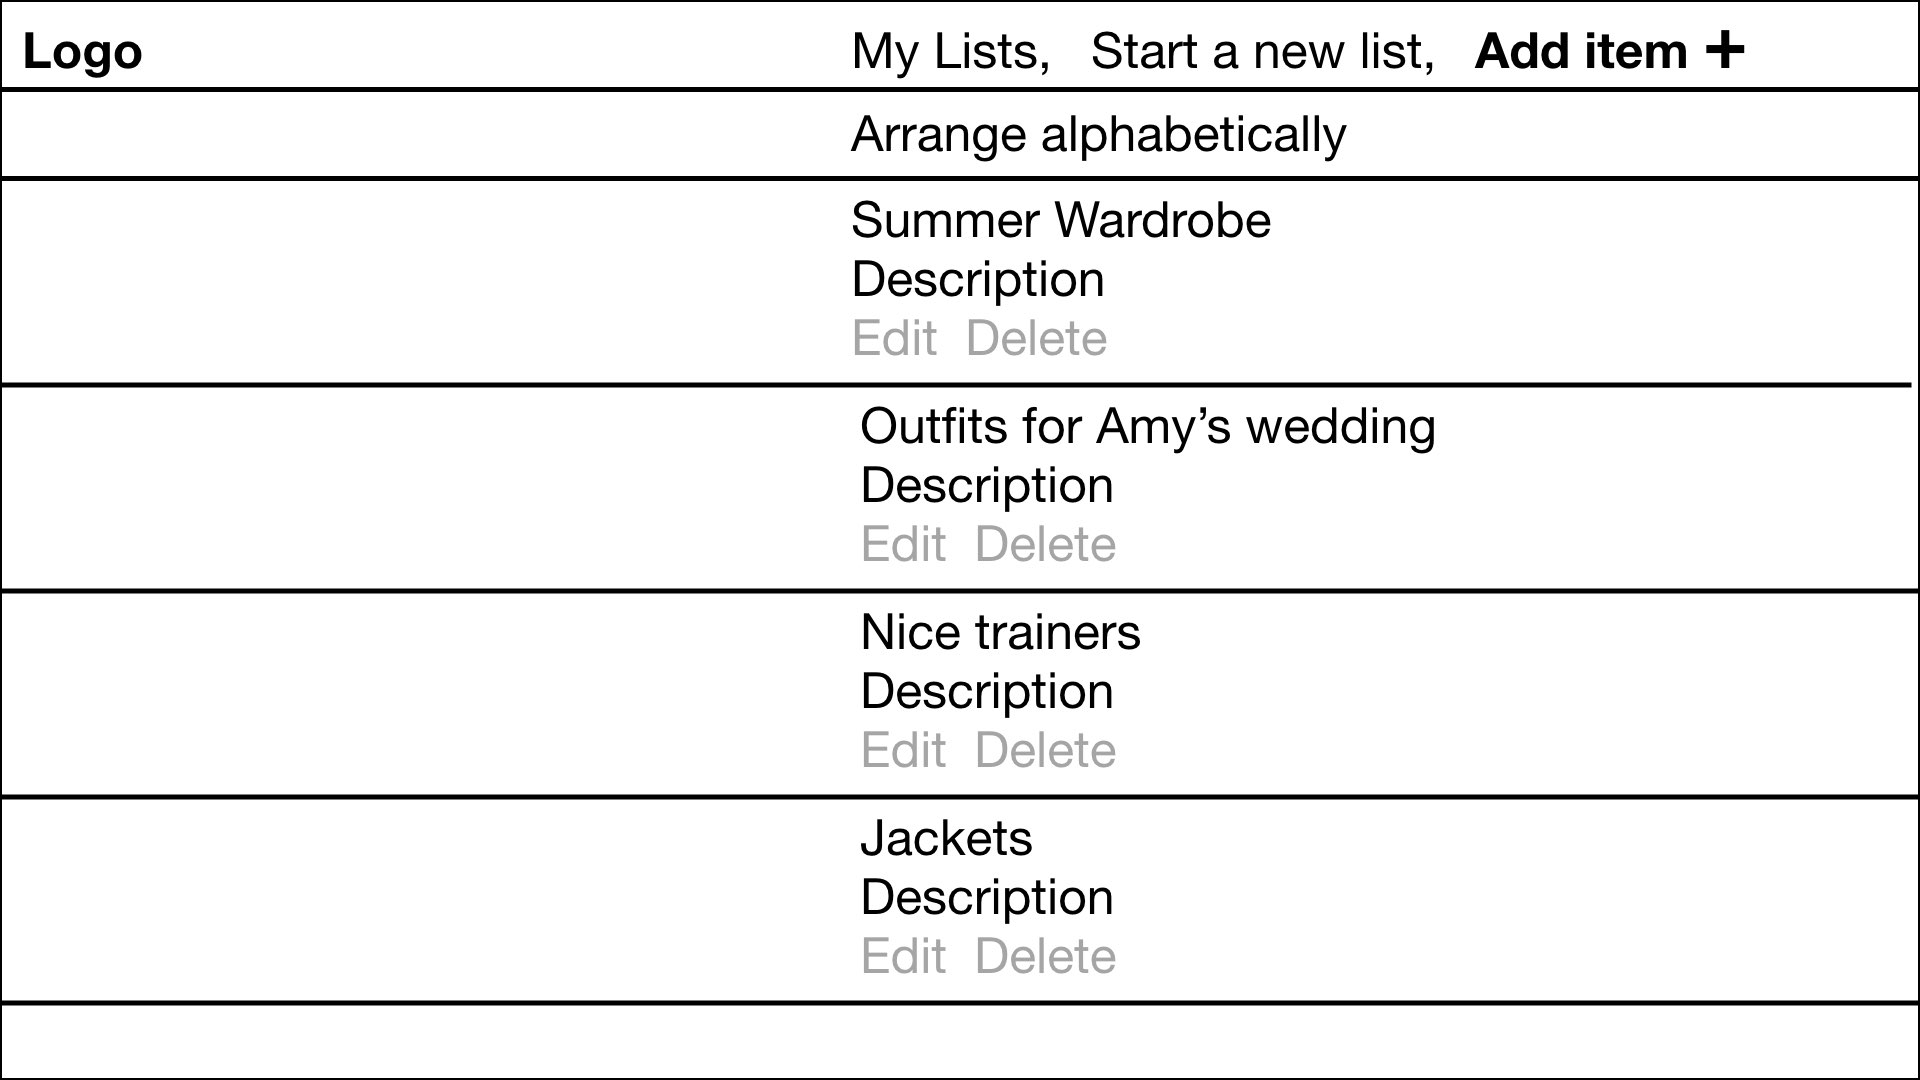 Logo My Lists, Start a new list, Add item +
Arrange alphabetically
Summer Wardrobe
Description
Edit Delete
Outfits for Amy’s wedding
Description
Edit Delete
Nice trainers
Description
Edit Delete
Jackets
Description
Edit Delete